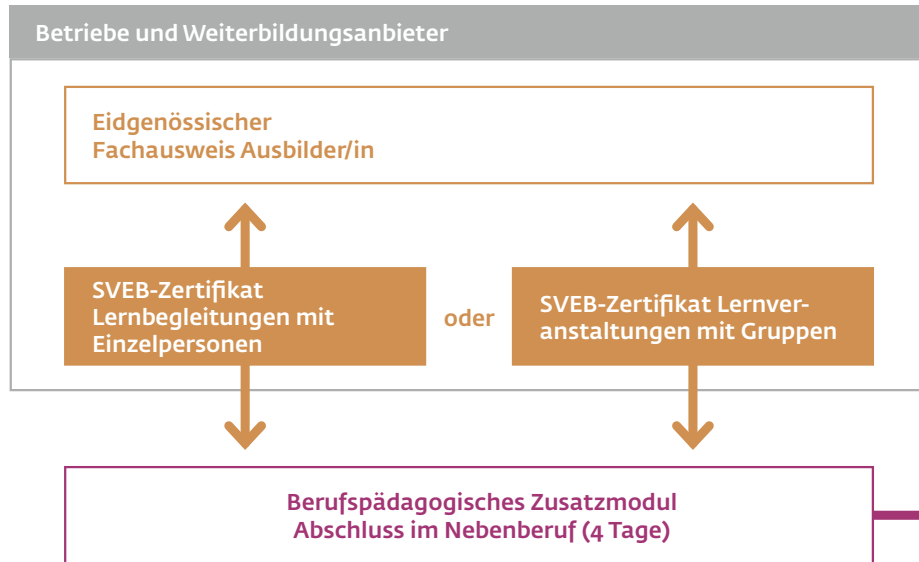 Betriebe und Weiterbildungsanbieter
Eidgenössischer
Fachausweis Ausbilder/in
SVEB-Zertifikat
Lernbegleitungen mit
Einzelpersonen
oder
SVEB-Zertifikat Lernver-
anstaltungen mit Gruppen
Berufspädagogisches Zusatzmodul
Abschluss im Nebenberuf (4 Tage)